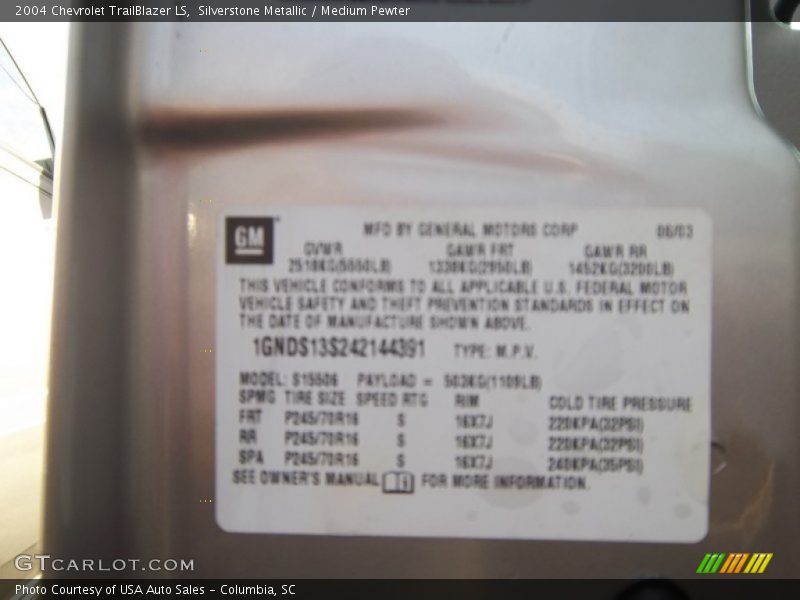 2004 Chevrolet TrailBlazer LS,  Silverstone Metallic / Medium Pewter
GM
MFD BY GENERAL MOTORS CORP 06/03
GVWR GAWR FRT GAWR RR
2518KG(5550LB) 1338KG(2950LB) 1452KG(3200LB)
THIS VEHICLE CONFORMS TO ALL APPLICABLE U.S. FEDERAL MOTOR
VEHICLE SAFETY AND THEFT PREVENTION STANDARDS IN EFFECT ON
THE DATE OF MANUFACTURE SHOWN ABOVE.
1GNDS13S242144391 TYPE: M.P.V.
MODEL: S15506 PAYLOAD = 503KG(1109LB)
SPMG TIRE SIZE SPEED RTG RIM COLD TIRE PRESSURE
FRT P245/70R16 S 16X7J 220KPA(32PSI)
RR P245/70R16 S 16X7J 220KPA(32PSI)
SPA P245/70R16 S 16X7J 240KPA(35PSI)
SEE OWNER'S MANUAL FOR MORE INFORMATION.
GTCARLOT.COM
Photo Courtesy of USA Auto Sales - Columbia, SC